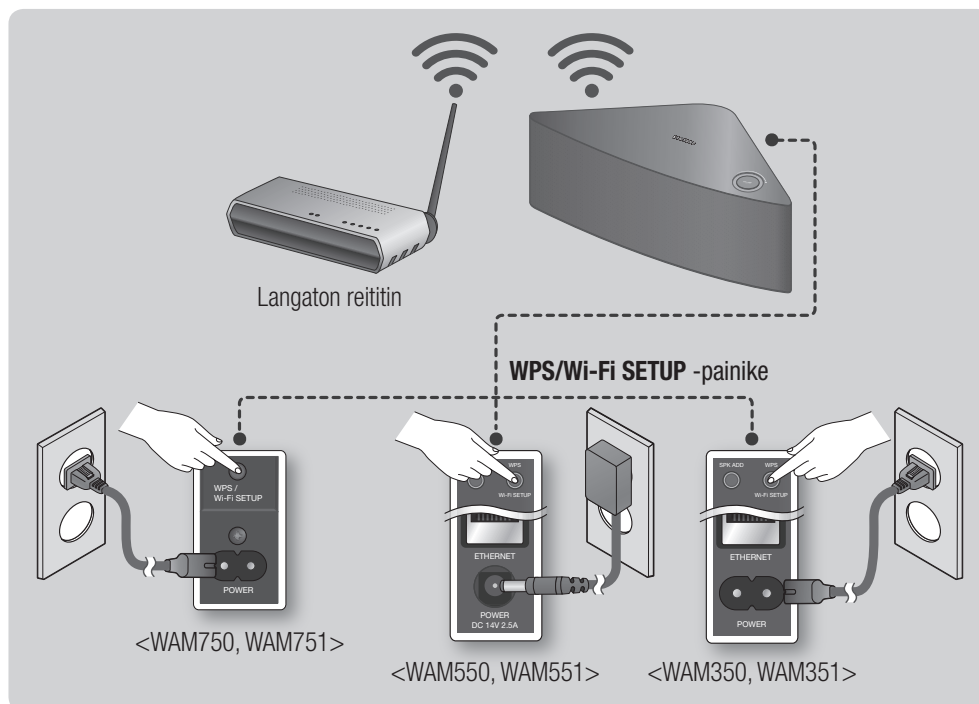 Langaton reititin
WPS/Wi-Fi SETUP -painike
WPS /
Wi-Fi SETUP
POWER
<WAM750, WAM751>
WPS
Wi-Fi SETUP
ETHERNET
POWER
DC 14V 2.5A
<WAM550, WAM551>
SPK ADD
WPS
Wi-Fi SETUP
ETHERNET
POWER
<WAM350, WAM351>